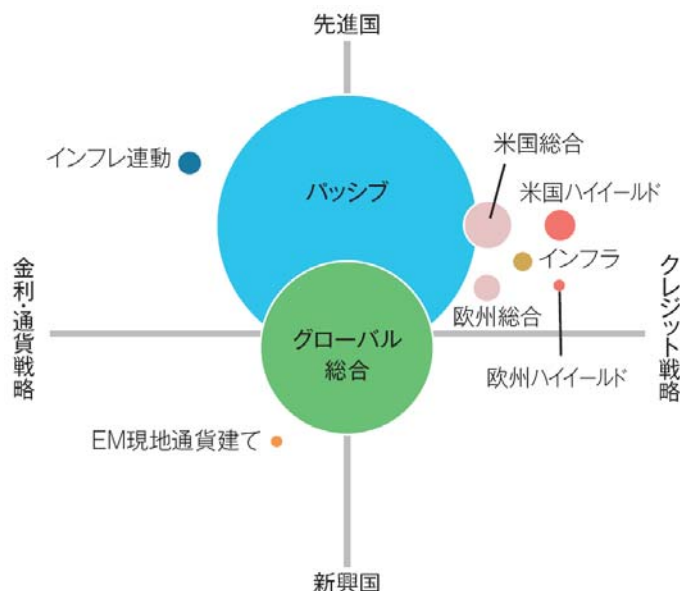 先進国
米国総合
インフレ連動
パッシブ
米国ハイイールド
インフラ
金利・通貨戦略
クレジット戦略
欧州総合
グローバル
総合
欧州ハイイールド
EM現地通貨建て
新興国